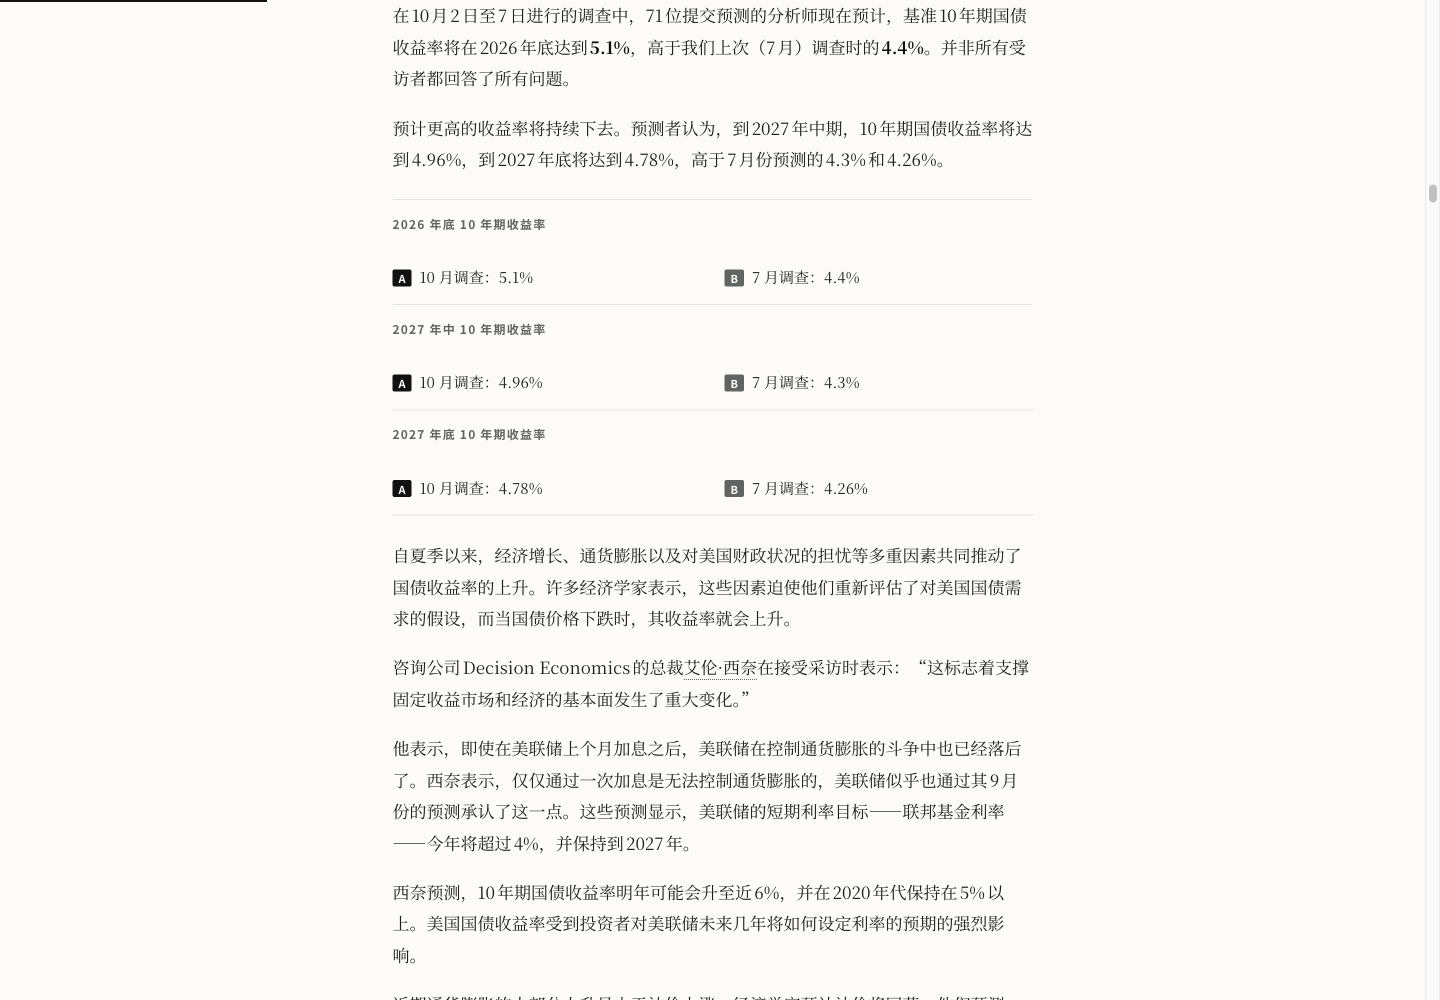 在10月2日至7日进行的调查中，71位提交预测的分析师现在预计，基准10年期国债
收益率将在2026年底达到5.1%，高于我们上次（7月）调查时的4.4%。并非所有受
访者都回答了所有问题。
预计更高的收益率将持续下去。预测者认为，到2027年中期，10年期国债收益率将达
到4.96%，到2027年底将达到4.78%，高于7月份预测的4.3%和4.26%。
2026 年底 10 年期收益率
A 10 月调查：5.1%
B 7 月调查：4.4%
2027 年中 10 年期收益率
A 10 月调查：4.96%
B 7 月调查：4.3%
2027 年底 10 年期收益率
A 10 月调查：4.78%
B 7 月调查：4.26%
自夏季以来，经济增长、通货膨胀以及对美国财政状况的担忧等多重因素共同推动了
国债收益率的上升。许多经济学家表示，这些因素迫使他们重新评估了对美国国债需
求的假设，而当国债价格下跌时，其收益率就会上升。
咨询公司Decision Economics的总裁艾伦·西奈在接受采访时表示：“这标志着支撑
固定收益市场和经济的基本面发生了重大变化。”
他表示，即使在美联储上个月加息之后，美联储在控制通货膨胀的斗争中也已经落后
了。西奈表示，仅仅通过一次加息是无法控制通货膨胀的，美联储似乎也通过其9月
份的预测承认了这一点。这些预测显示，美联储的短期利率目标——联邦基金利率
——今年将超过4%，并保持到2027年。
西奈预测，10年期国债收益率明年可能会升至近6%，并在2020年代保持在5%以
上。美国国债收益率受到投资者对美联储未来几年将如何设定利率的预期的强烈影
响。